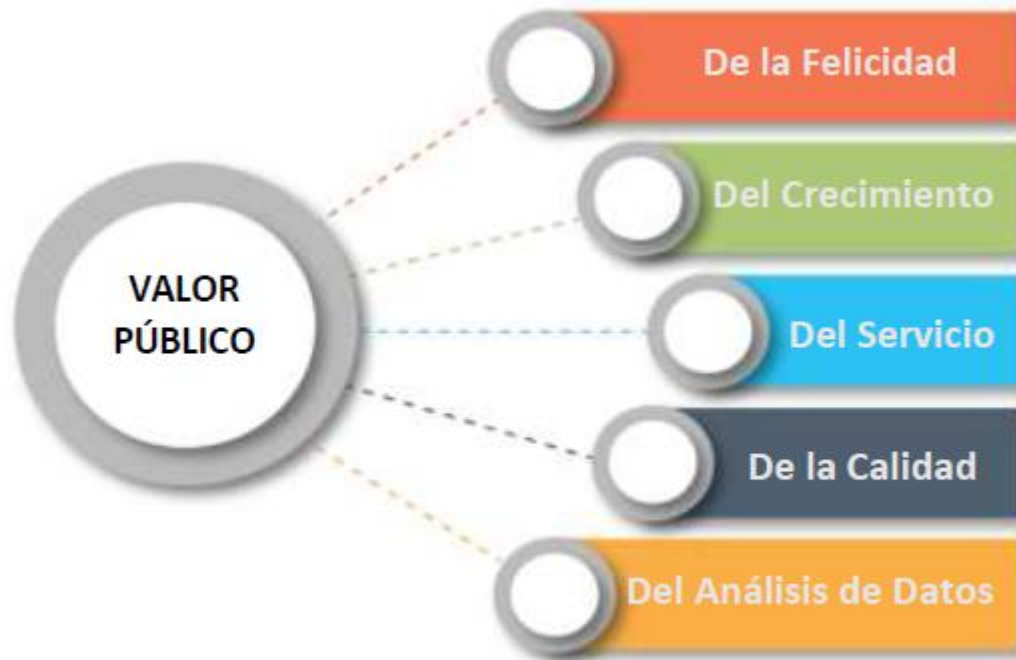 De la Felicidad
Del Crecimiento
VALOR
PÚBLICO
Del Servicio
De la Calidad
Del Análisis de Datos